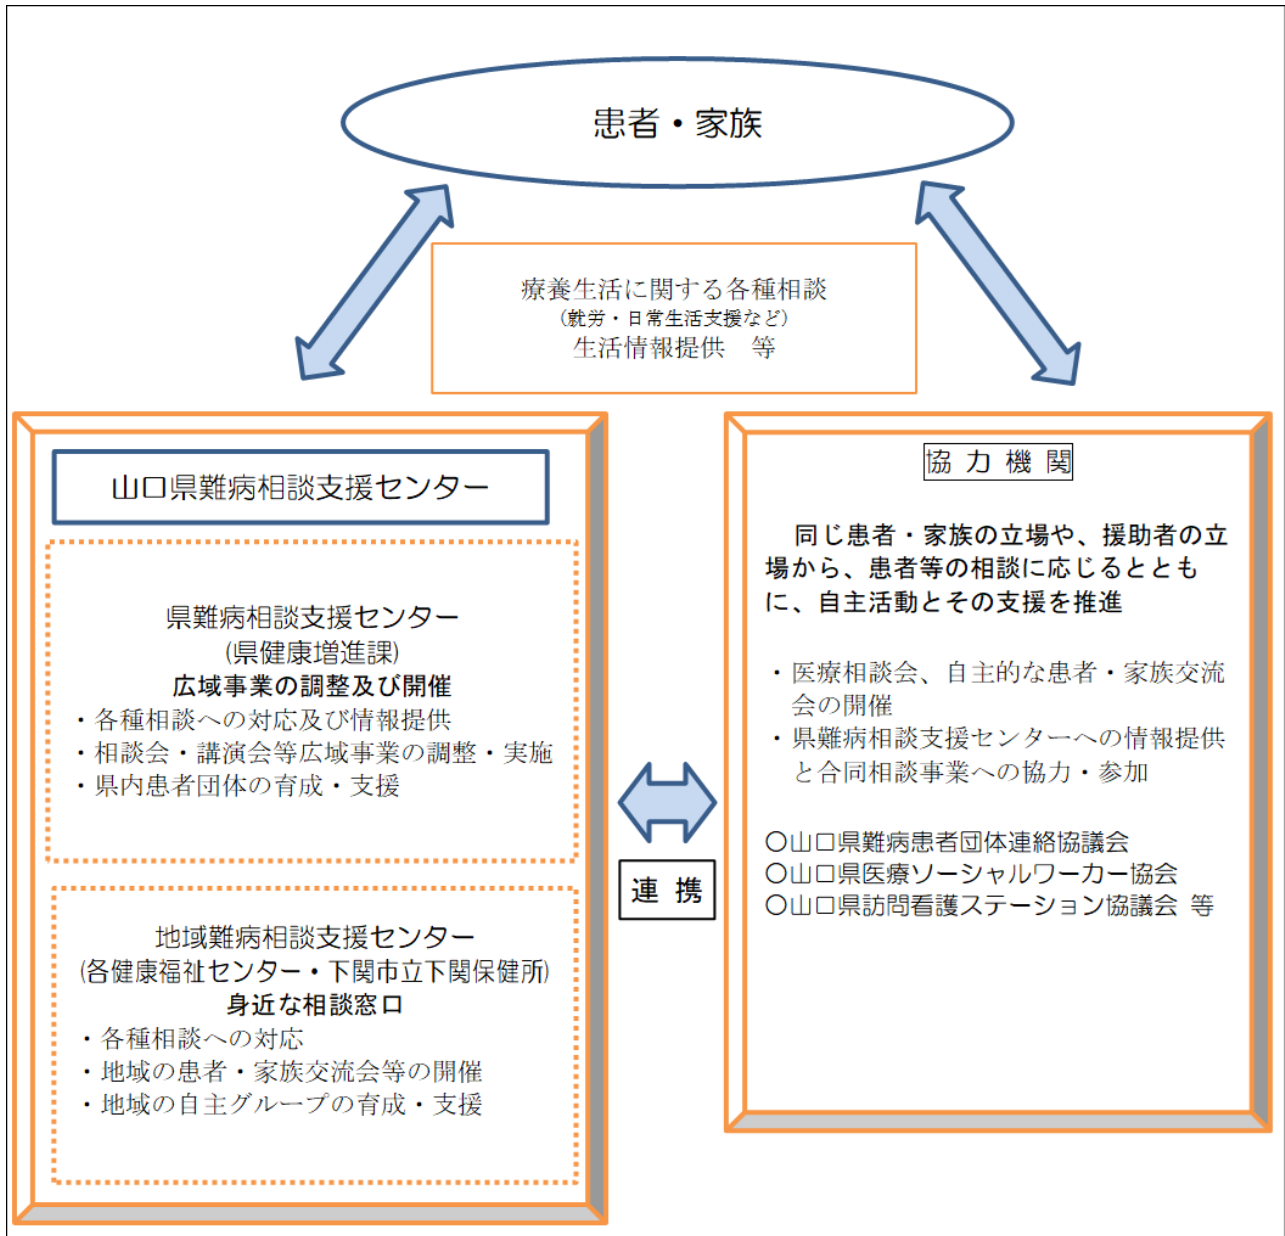 患者・家族
療養生活に関する各種相談
(就労・日常生活支援など)
生活情報提供　等
山口県難病相談支援センター
県難病相談支援センター
(県健康増進課)
広域事業の調整及び開催
・各種相談への対応及び情報提供
・相談会・講演会等広域事業の調整・実施
・県内患者団体の育成・支援
地域難病相談支援センター
(各健康福祉センター・下関市立下関保健所)
身近な相談窓口
・各種相談への対応
・地域の患者・家族交流会等の開催
・地域の自主グループの育成・支援
連 携
協 力 機 関
同じ患者・家族の立場や、援助者の立
場から、患者等の相談に応じるととも
に、自主活動とその支援を推進
・医療相談会、自主的な患者・家族交流
会の開催
・県難病相談支援センターへの情報提供
と合同相談事業への協力・参加
〇山口県難病患者団体連絡協議会
〇山口県医療ソーシャルワーカー協会
〇山口県訪問看護ステーション協議会 等